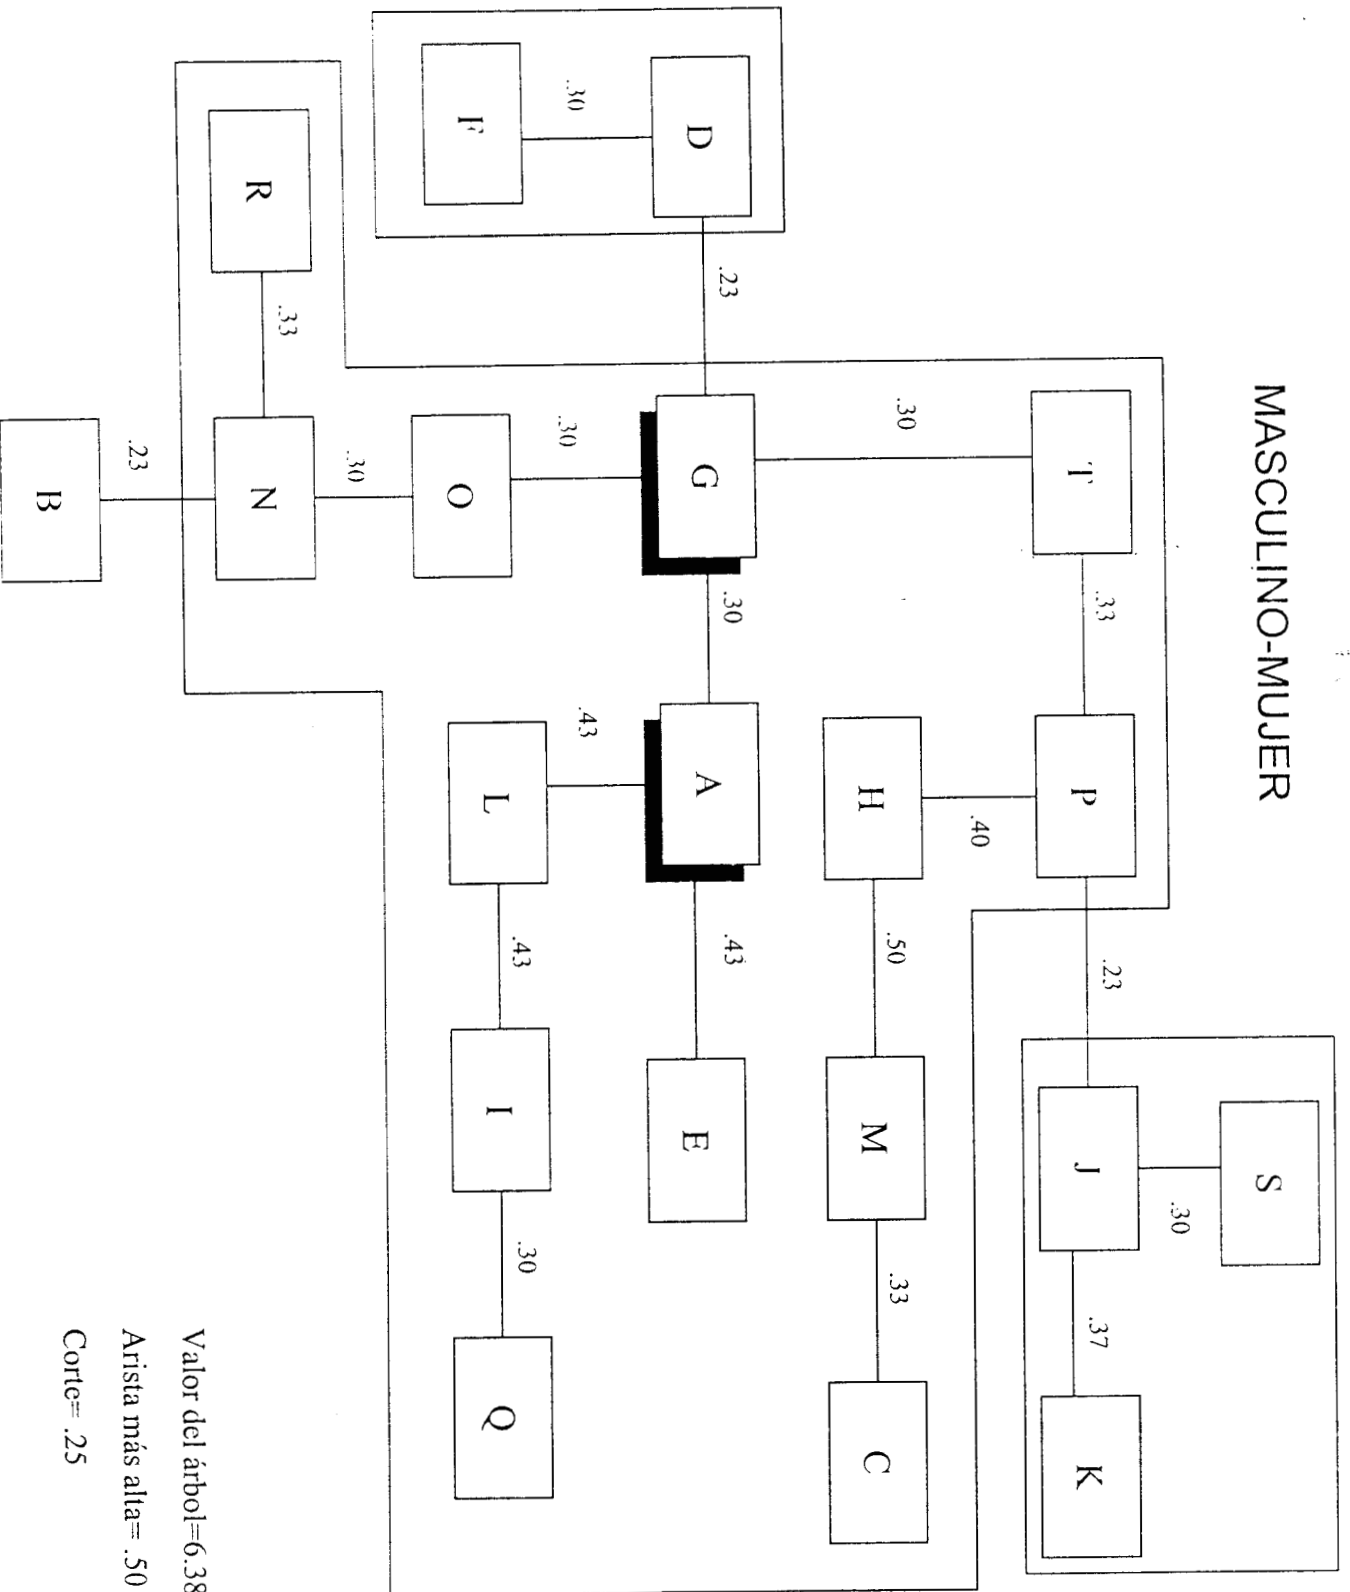 MASCULINO-MUJER
S
.30
T .33 P .23 J .37 K
.40
.30
H .50 M .33 C
D .23 G .30 A .43 E
.30 .30 .43
F O L .43 I .30 Q
.30
R .33 N
.23
B
Valor del árbol=6.38
Arista más alta= .50
Corte= .25